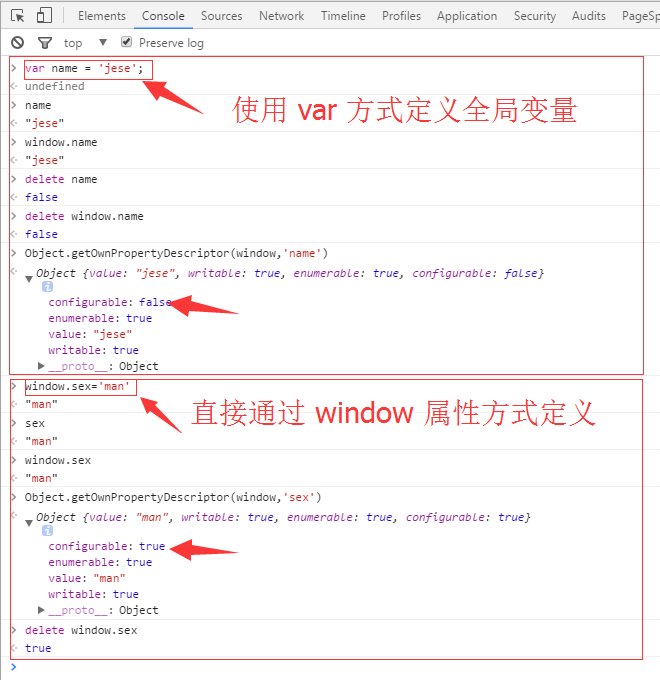 Elements Console Sources Network Timeline Profiles Application Security Audits PageSp
top ▼ Preserve log
> var name = 'jese';
<· undefined
使用 var 方式定义全局变量
> name
<· "jese"
> window.name
<· "jese"
> delete name
<· false
> delete window.name
<· false
> Object.getOwnPropertyDescriptor(window,'name')
<· ▼ Object {value: "jese", writable: true, enumerable: true, configurable: false} i
configurable: false
enumerable: true
value: "jese"
writable: true
▶ __proto__: Object
> window.sex='man'
<· "man"
直接通过 window 属性方式定义
> sex
<· "man"
> window.sex
<· "man"
> Object.getOwnPropertyDescriptor(window,'sex')
<· ▼ Object {value: "man", writable: true, enumerable: true, configurable: true} i
configurable: true
enumerable: true
value: "man"
writable: true
▶ __proto__: Object
> delete window.sex
<· true
>